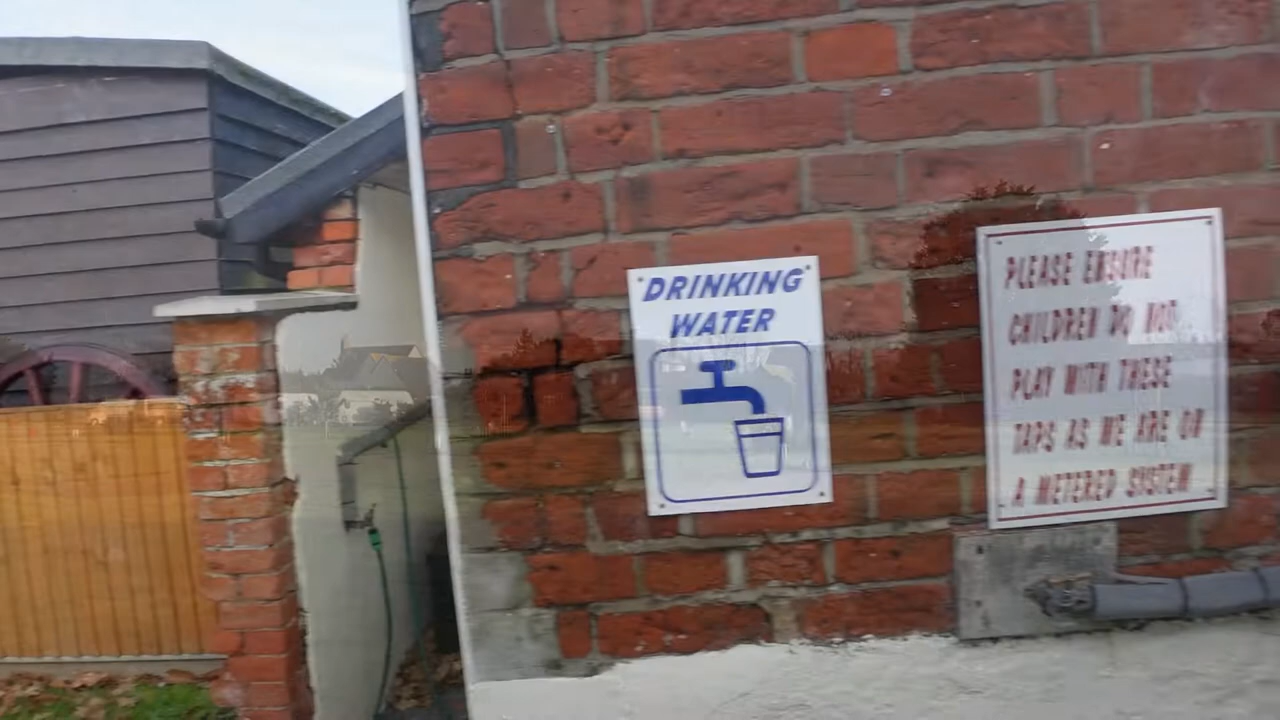 DRINKING
WATER
PLEASE ENSURE
CHILDREN DO NOT
PLAY WITH THESE
TAPS AS WE ARE ON
A METERED SYSTEM